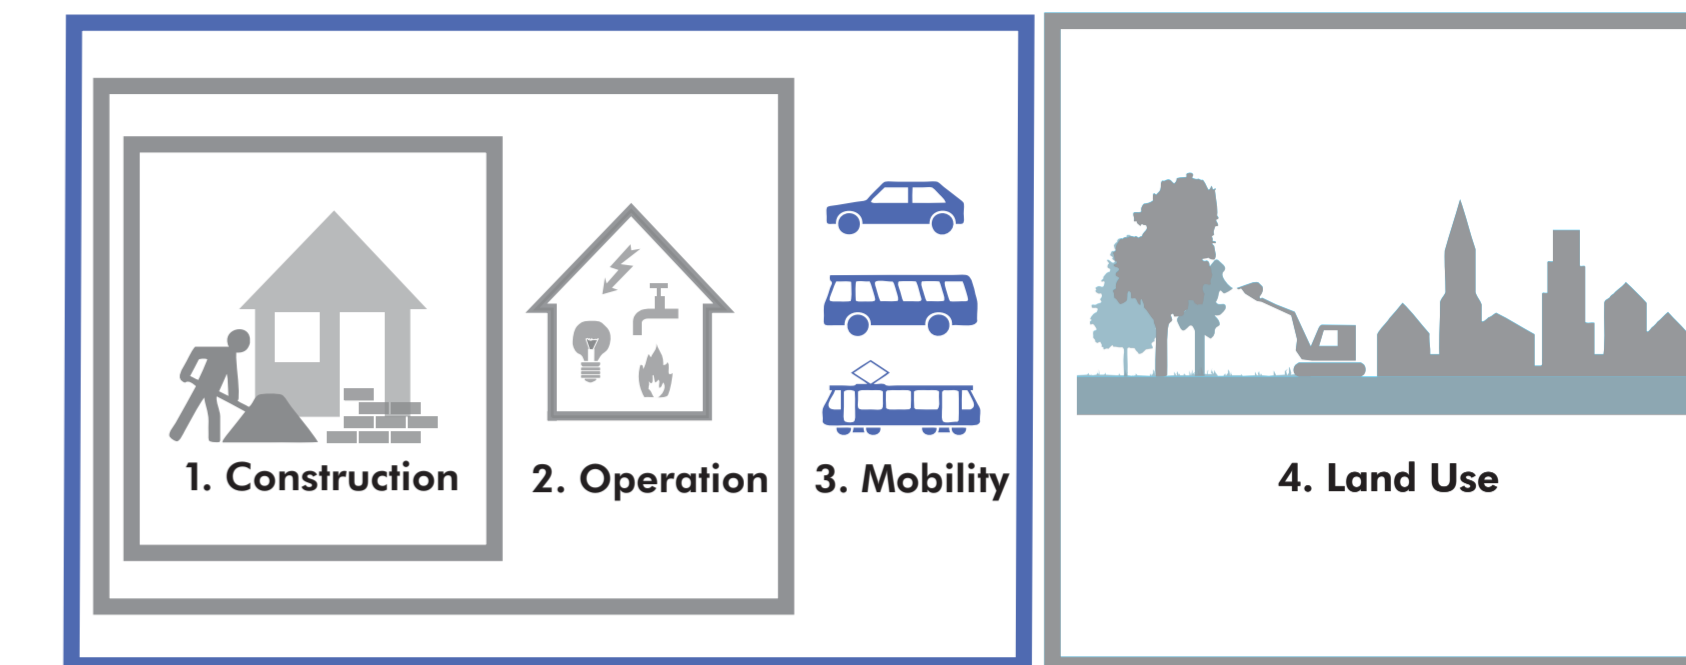 1. Construction
2. Operation
3. Mobility
4. Land Use